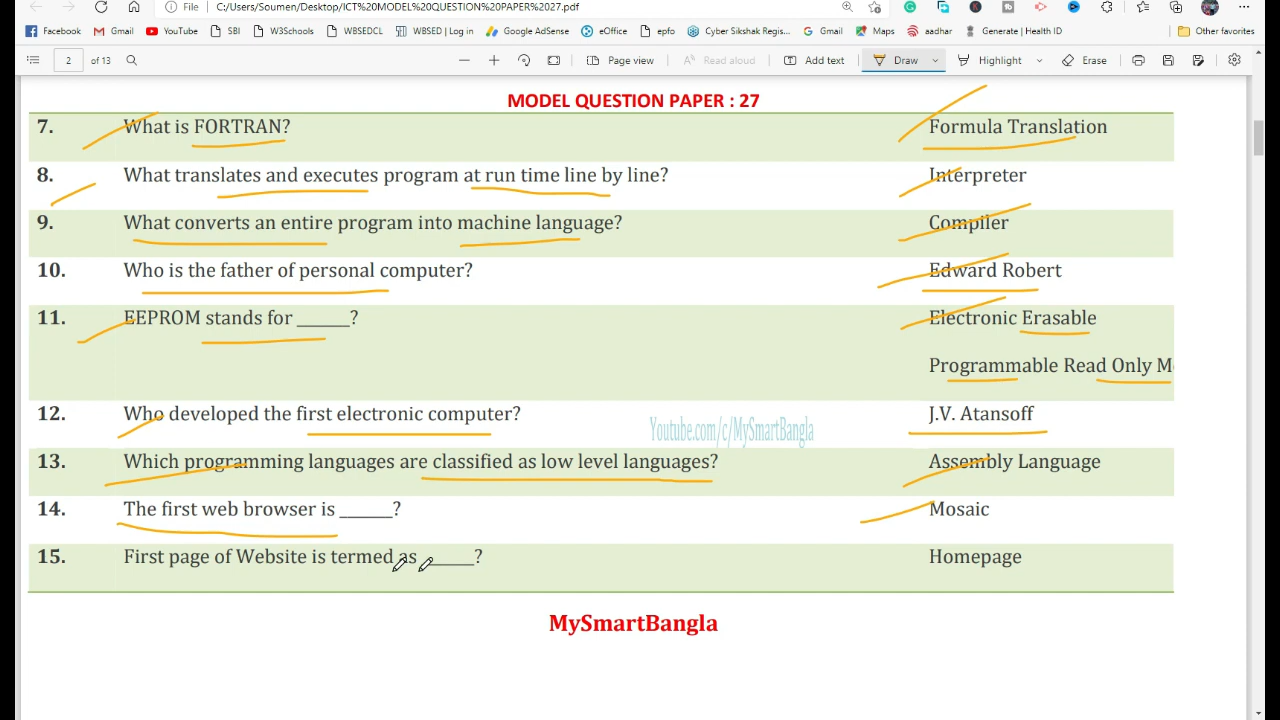 File C:/Users/Soumen/Desktop/ICT%20MODEL%20QUESTION%20PAPER%2027.pdf
Facebook Gmail YouTube SBI W3Schools WBSEDCL WBSED | Log in Google AdSense eOffice epfo Cyber Sikshak Regis... Gmail Maps aadhar Generate | Health ID Other favorites
2 of 13 Page view Read aloud Add text Draw Highlight Erase
MODEL QUESTION PAPER : 27
7. What is FORTRAN? Formula Translation
8. What translates and executes program at run time line by line? Interpreter
9. What converts an entire program into machine language? Compiler
10. Who is the father of personal computer? Edward Robert
11. EEPROM stands for ______? Electronic Erasable
Programmable Read Only M
12. Who developed the first electronic computer? J.V. Atansoff
Youtube.com/c/MySmartBangla
13. Which programming languages are classified as low level languages? Assembly Language
14. The first web browser is ______? Mosaic
15. First page of Website is termed as ______? Homepage
MySmartBangla